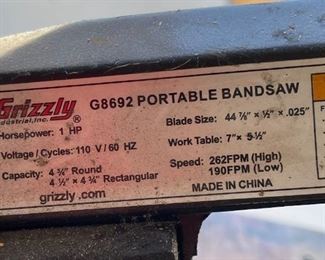 Grizzly
Industrial, Inc.
G8692 PORTABLE BANDSAW
Horsepower: 1 HP
Voltage / Cycles: 110 V / 60 HZ
Capacity: 4 ¾" Round
4 ½" × 4 ¾" Rectangular
grizzly.com
Blade Size: 44 ⅞" × ½" × .025"
Work Table: 7" × 5-½"
Speed: 262FPM (High)
190FPM (Low)
MADE IN CHINA